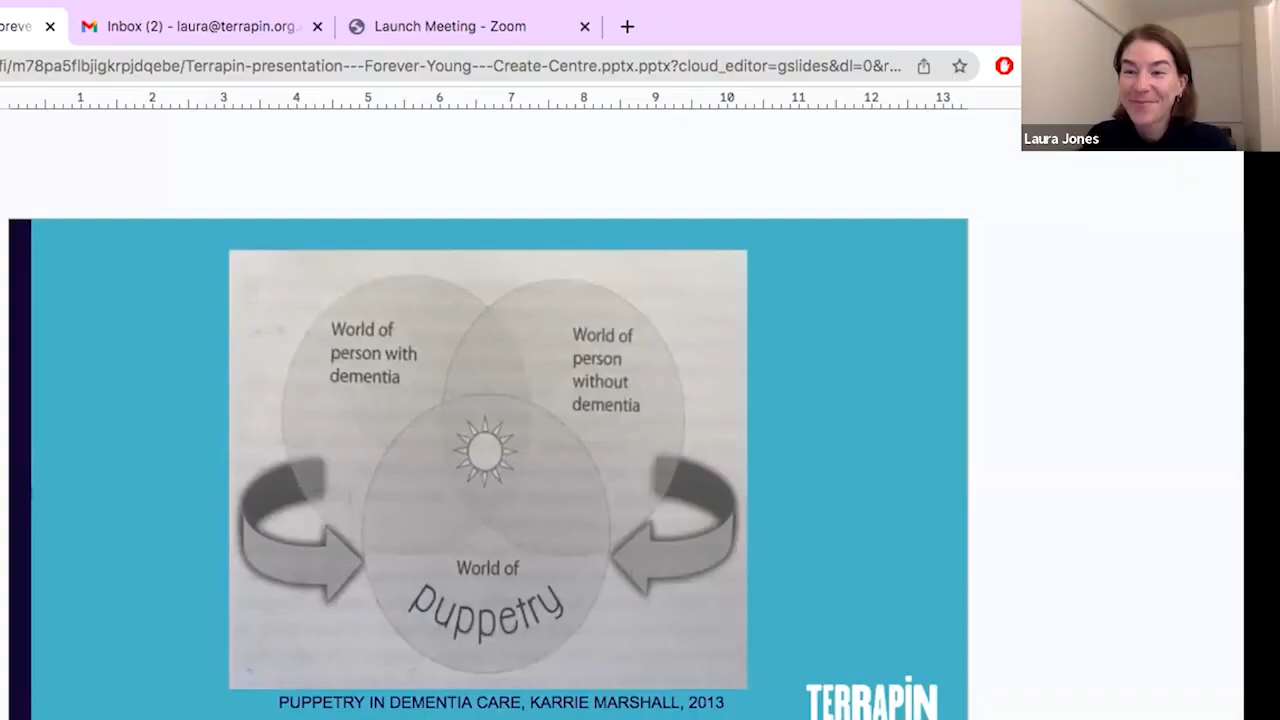 oreve
Inbox (2) - laura@terrapin.org.
Launch Meeting - Zoom
fi/m78pa5flbjigkrpjdqebe/Terrapin-presentation---Forever-Young---Create-Centre.pptx.pptx?cloud_editor=gslides&dl=0&r...
1 2 3 4 5 6 7 8 9 10 11 12 13
Laura Jones
World of
person with
dementia
World of
person
without
dementia
World of
puppetry
PUPPETRY IN DEMENTIA CARE, KARRIE MARSHALL, 2013
TERRAPIN